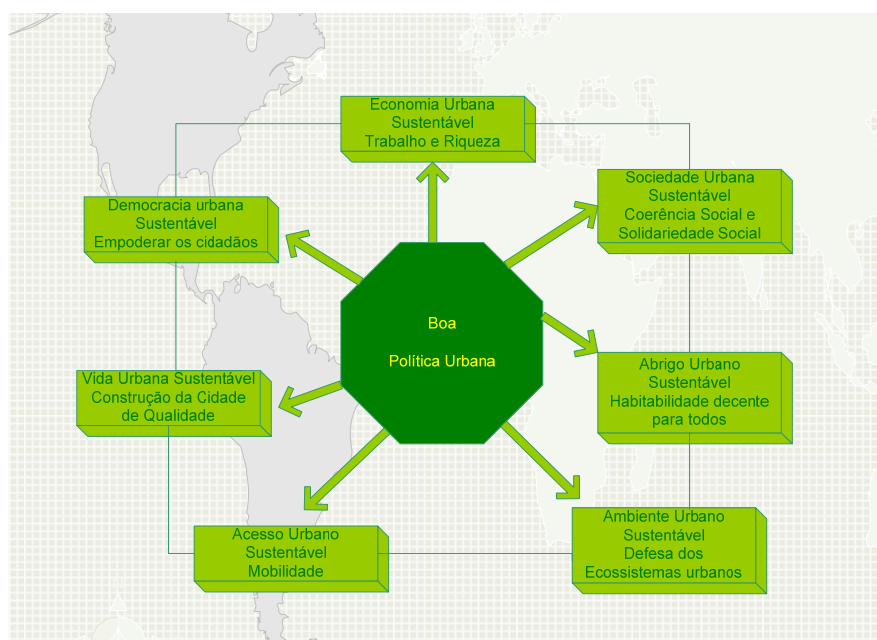 Economia Urbana
Sustentável
Trabalho e Riqueza
Sociedade Urbana
Sustentável
Coerência Social e
Solidariedade Social
Democracia urbana
Sustentável
Empoderar os cidadãos
Boa
Política Urbana
Abrigo Urbano
Sustentável
Habitabilidade decente
para todos
Vida Urbana Sustentável
Construção da Cidade
de Qualidade
Ambiente Urbano
Sustentável
Defesa dos
Ecossistemas urbanos
Acesso Urbano
Sustentável
Mobilidade